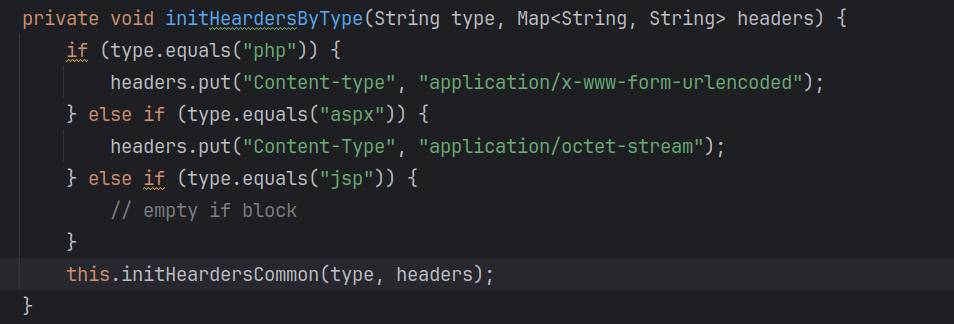 private void initHeardersByType(String type, Map<String, String> headers) {
    if (type.equals("php")) {
        headers.put("Content-type", "application/x-www-form-urlencoded");
    } else if (type.equals("aspx")) {
        headers.put("Content-Type", "application/octet-stream");
    } else if (type.equals("jsp")) {
        // empty if block
    }
    this.initHeardersCommon(type, headers);
}